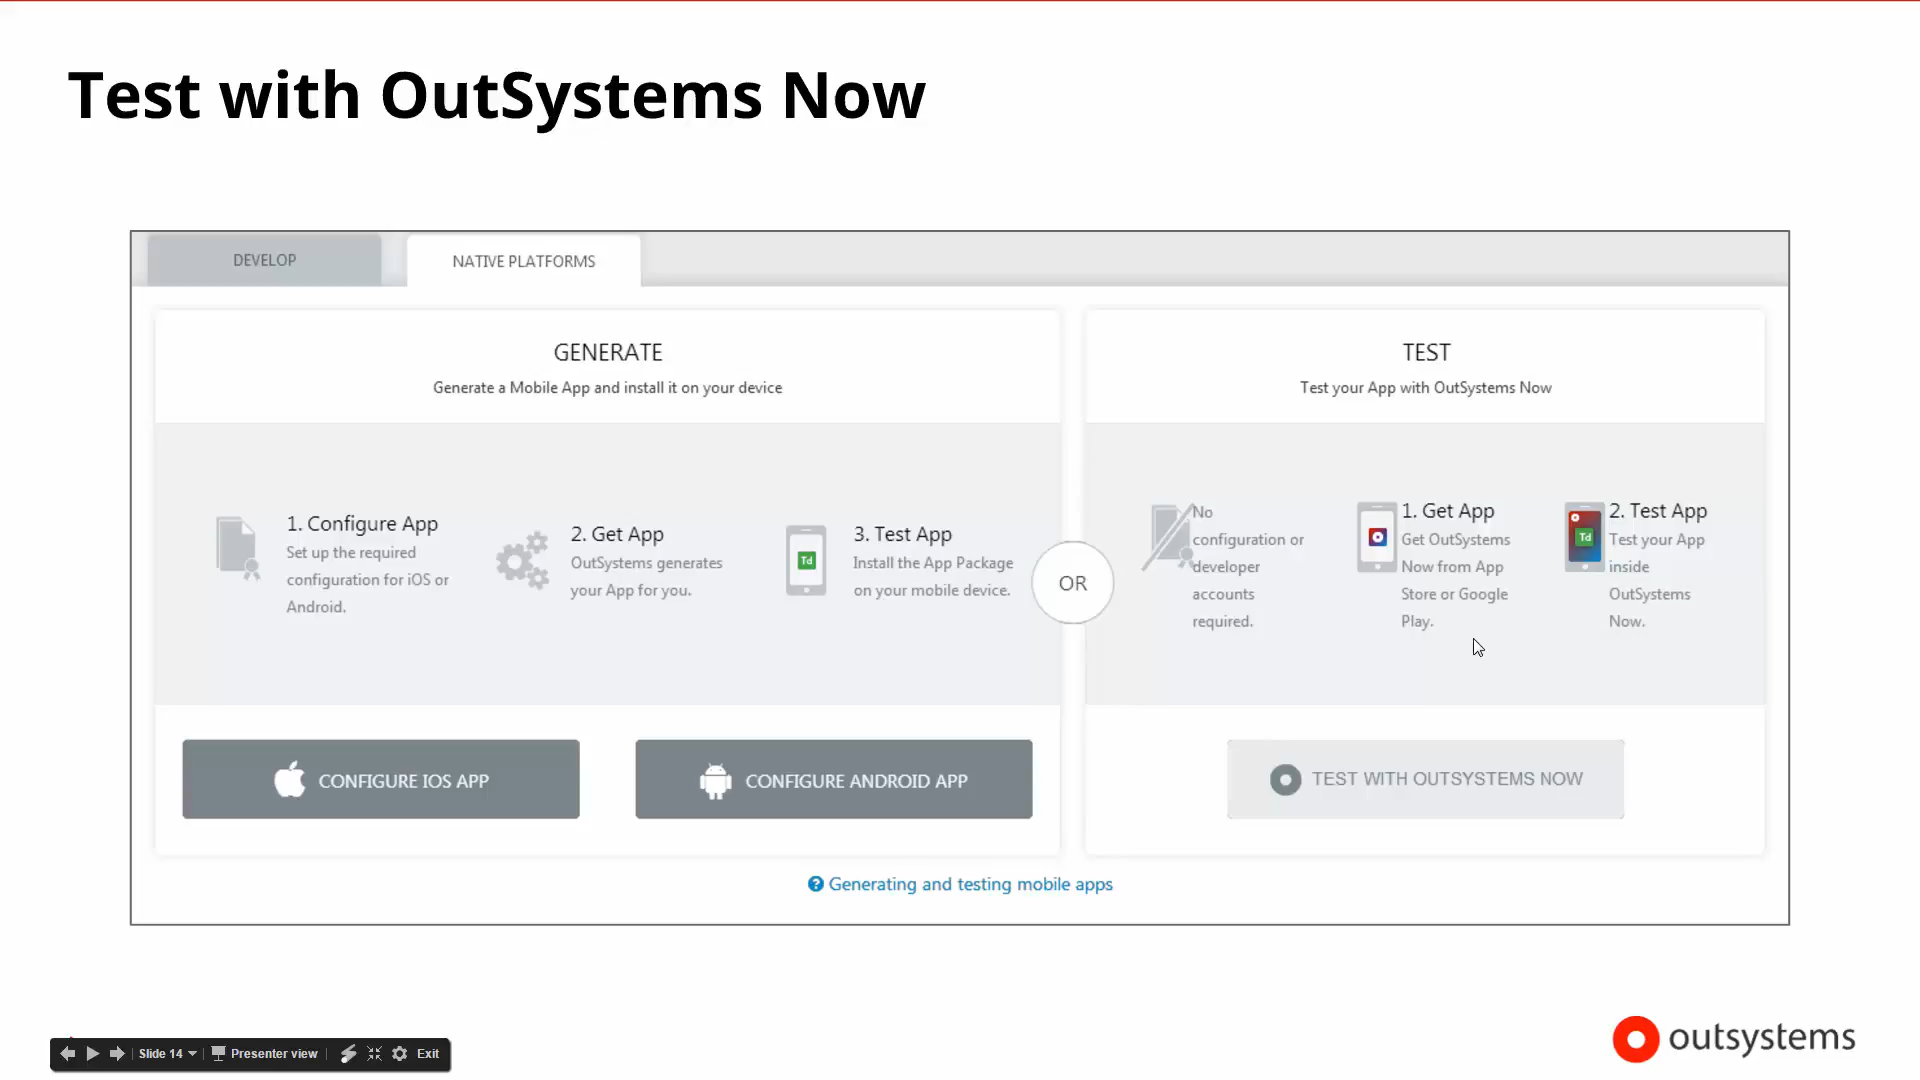 Test with OutSystems Now
DEVELOP
NATIVE PLATFORMS
GENERATE
Generate a Mobile App and install it on your device
1. Configure App
Set up the required
configuration for iOS or
Android.
2. Get App
OutSystems generates
your App for you.
3. Test App
Td
Install the App Package
on your mobile device.
CONFIGURE IOS APP
CONFIGURE ANDROID APP
OR
TEST
Test your App with OutSystems Now
No
configuration or
developer
accounts
required.
1. Get App
Get OutSystems
Now from App
Store or Google
Play.
2. Test App
Td
Test your App
inside
OutSystems
Now.
TEST WITH OUTSYSTEMS NOW
? Generating and testing mobile apps
Slide 14
Presenter view
Exit
outsystems